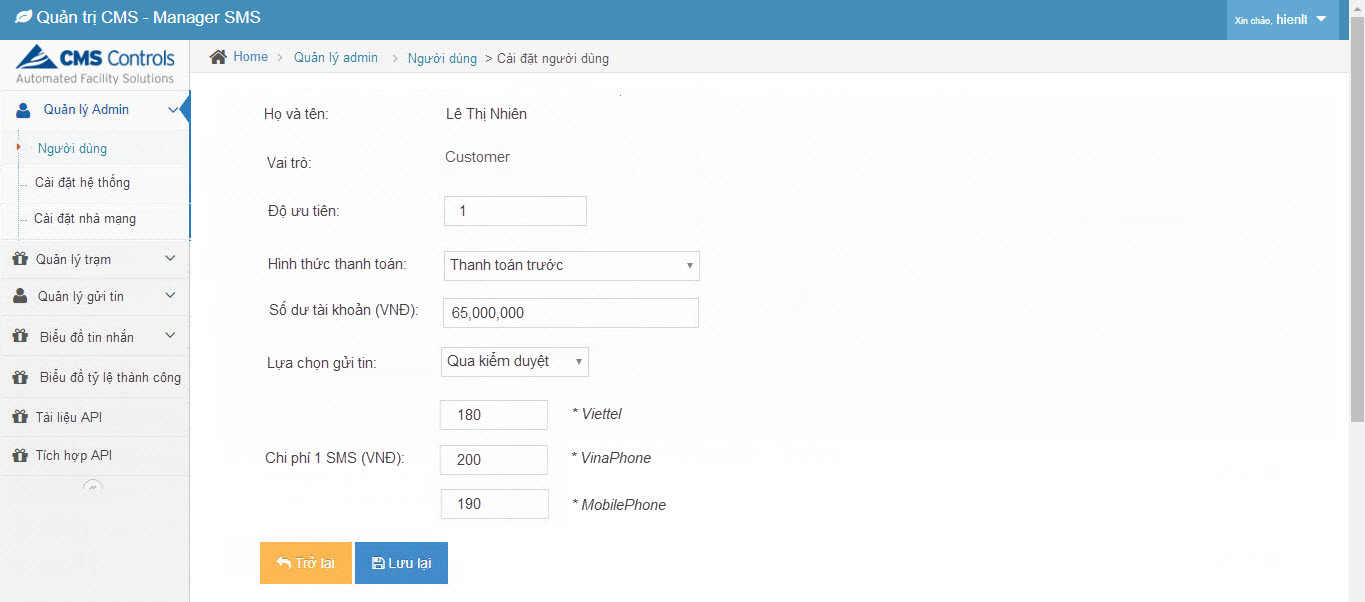 Quản trị CMS - Manager SMS
Xin chào, hienlt
CMS Controls
Automated Facility Solutions
Home > Quản lý admin > Người dùng > Cài đặt người dùng
Quản lý Admin
Người dùng
Cài đặt hệ thống
Cài đặt nhà mạng
Quản lý trạm
Quản lý gửi tin
Biểu đồ tin nhắn
Biểu đồ tỷ lệ thành công
Tài liệu API
Tích hợp API
Họ và tên: Lê Thị Nhiên
Vai trò: Customer
Độ ưu tiên: 1
Hình thức thanh toán: Thanh toán trước
Số dư tài khoản (VNĐ): 65,000,000
Lựa chọn gửi tin: Qua kiểm duyệt
180 * Viettel
Chi phí 1 SMS (VNĐ): 200 * VinaPhone
190 * MobilePhone
Trở lại Lưu lại